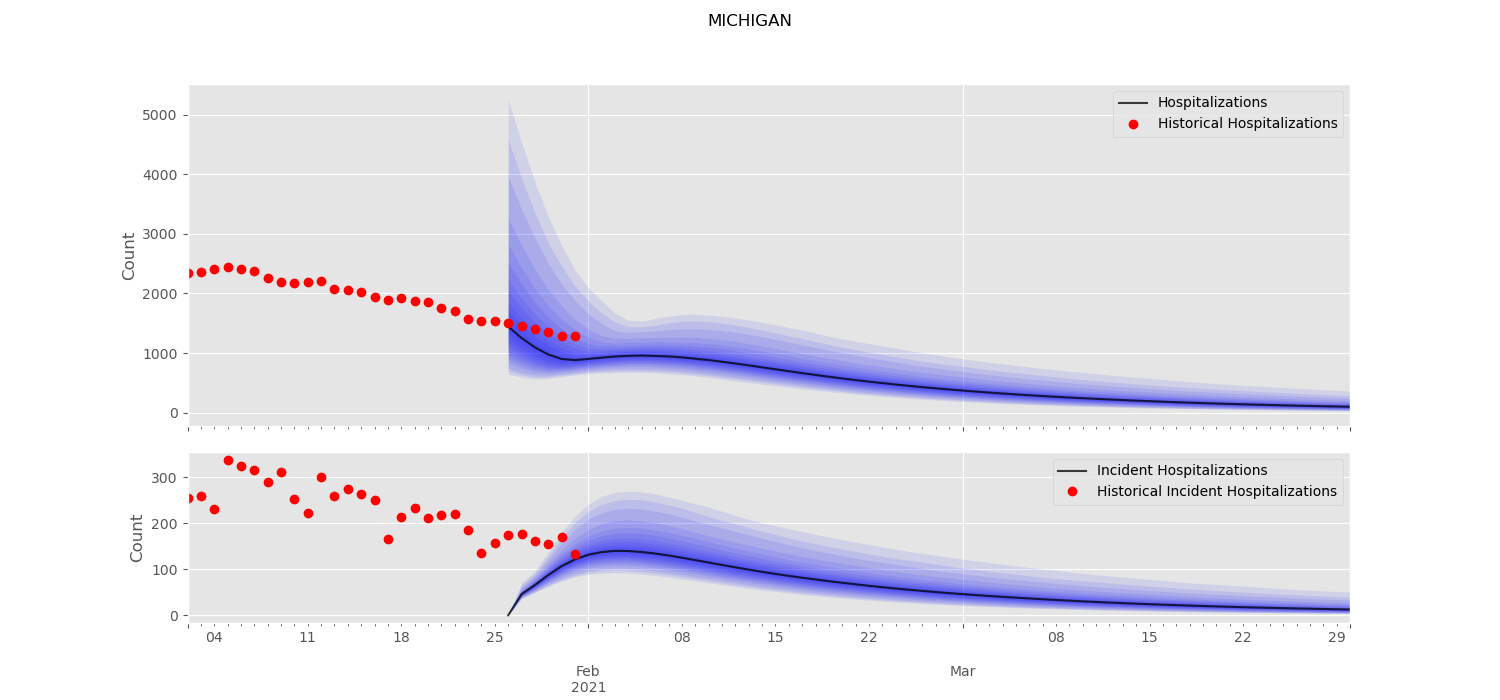 MICHIGAN
5000
4000
3000
2000
1000
0
Count
Hospitalizations
Historical Hospitalizations
300
200
100
0
Count
Incident Hospitalizations
Historical Incident Hospitalizations
04 11 18 25 08 15 22 08 15 22 29
Feb Mar
2021